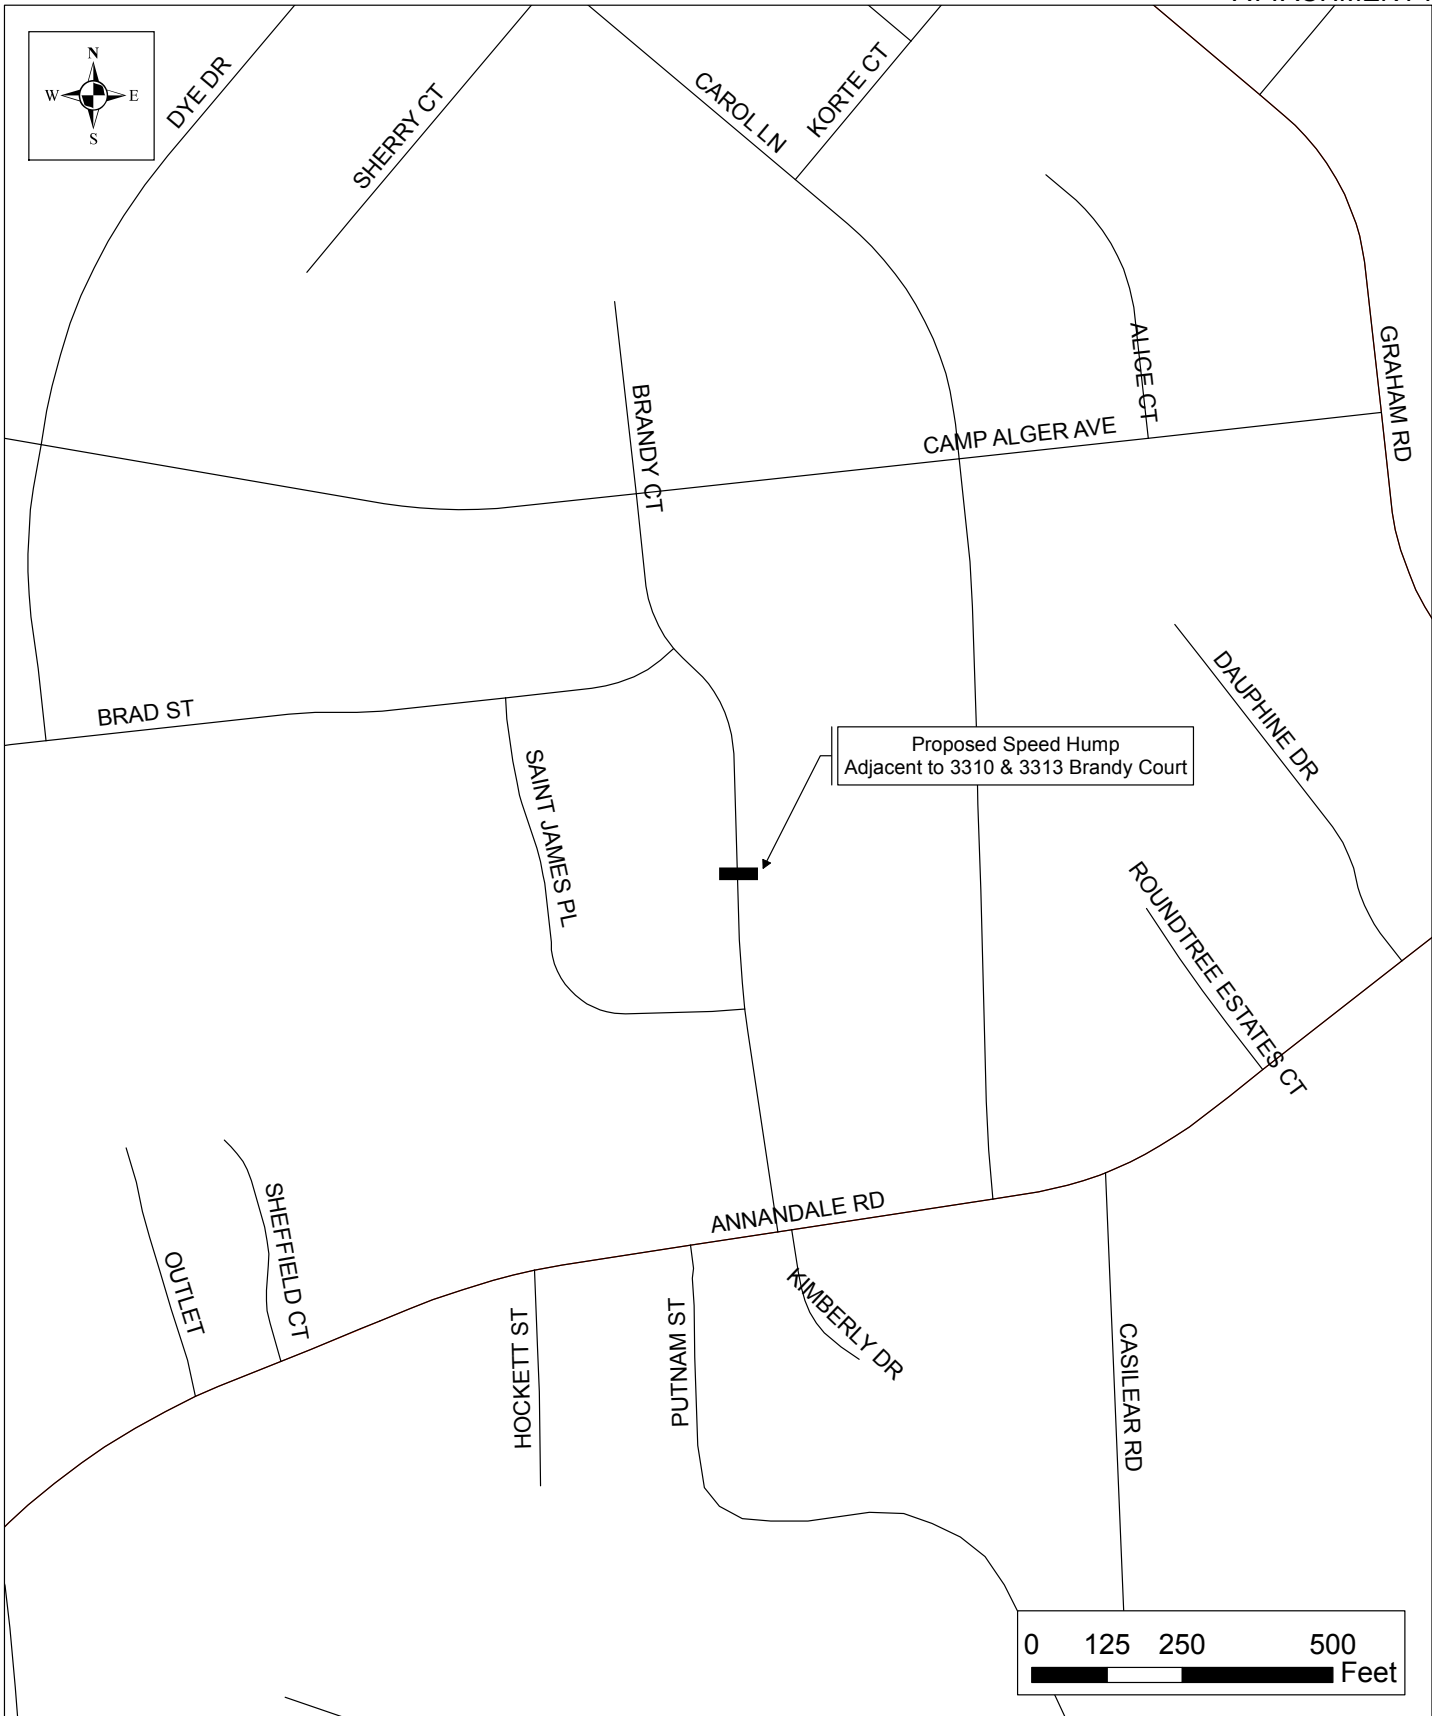 N
W E
S
DYE DR
SHERRY CT
CAROL LN
KORTE CT
ALICE CT
GRAHAM RD
BRANDY CT
CAMP ALGER AVE
BRAD ST
SAINT JAMES PL
Proposed Speed Hump
Adjacent to 3310 & 3313 Brandy Court
DAUPHINE DR
ROUNDTREE ESTATES CT
ANNANDALE RD
OUTLET
SHEFFIELD CT
HOCKETT ST
PUTNAM ST
KIMBERLY DR
CASILEAR RD
0 125 250 500
Feet